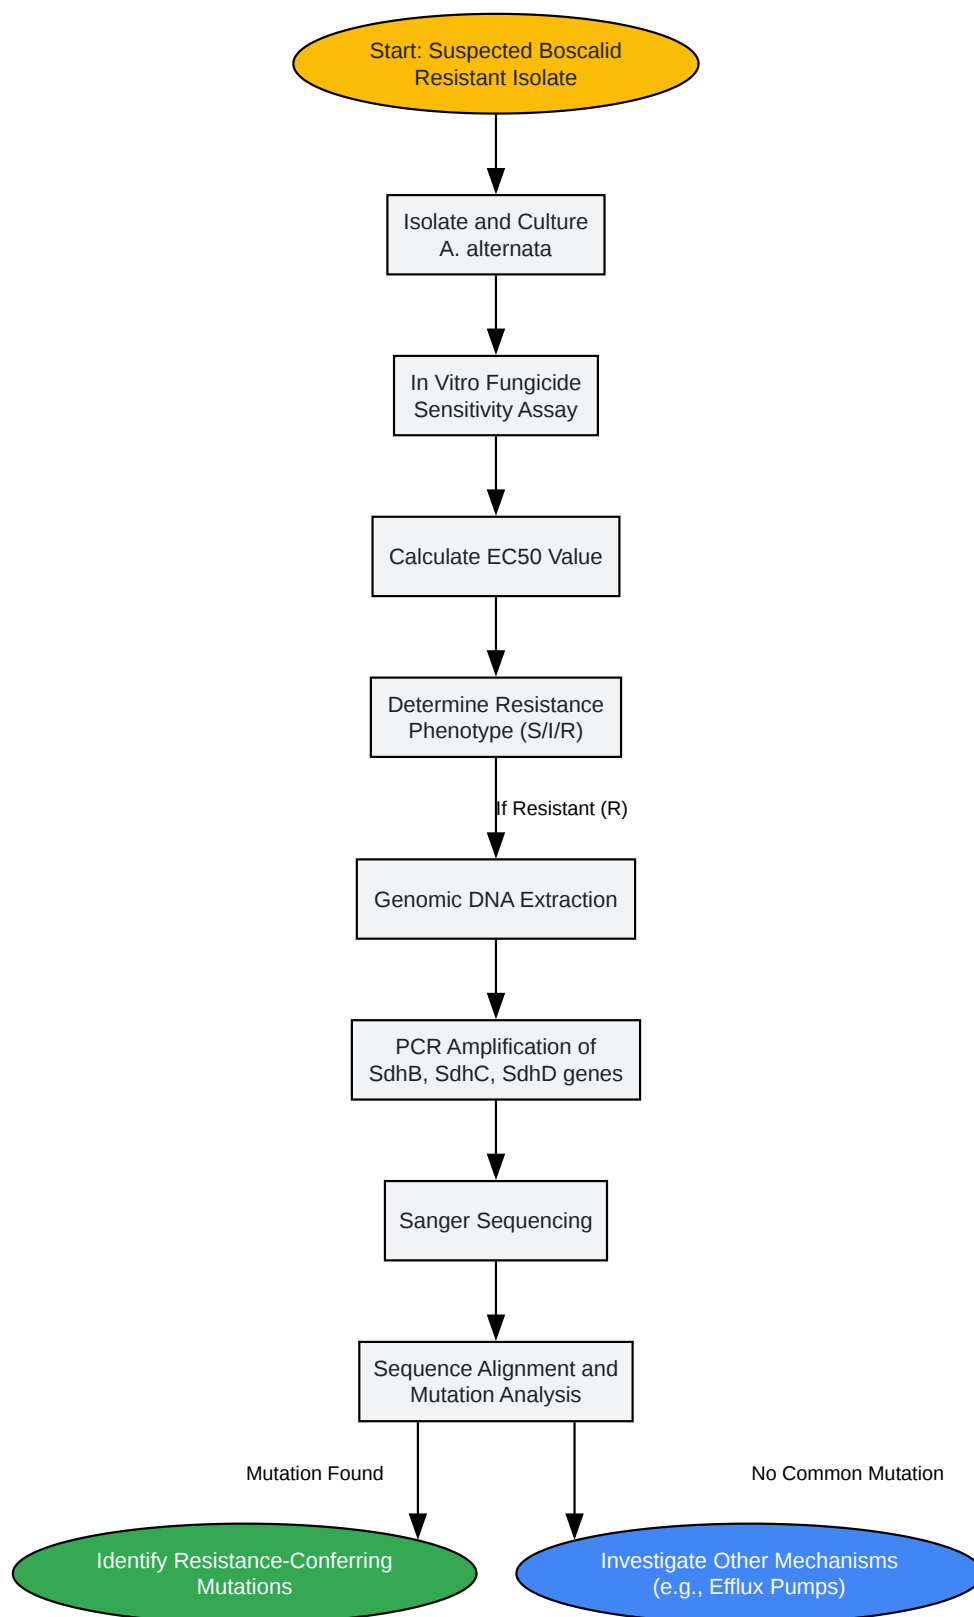 Start: Suspected Boscalid
Resistant Isolate
Isolate and Culture
A. alternata
In Vitro Fungicide
Sensitivity Assay
Calculate EC50 Value
Determine Resistance
Phenotype (S/I/R)
If Resistant (R)
Genomic DNA Extraction
PCR Amplification of
SdhB, SdhC, SdhD genes
Sanger Sequencing
Sequence Alignment and
Mutation Analysis
Mutation Found
No Common Mutation
Identify Resistance-Conferring
Mutations
Investigate Other Mechanisms
(e.g., Efflux Pumps)